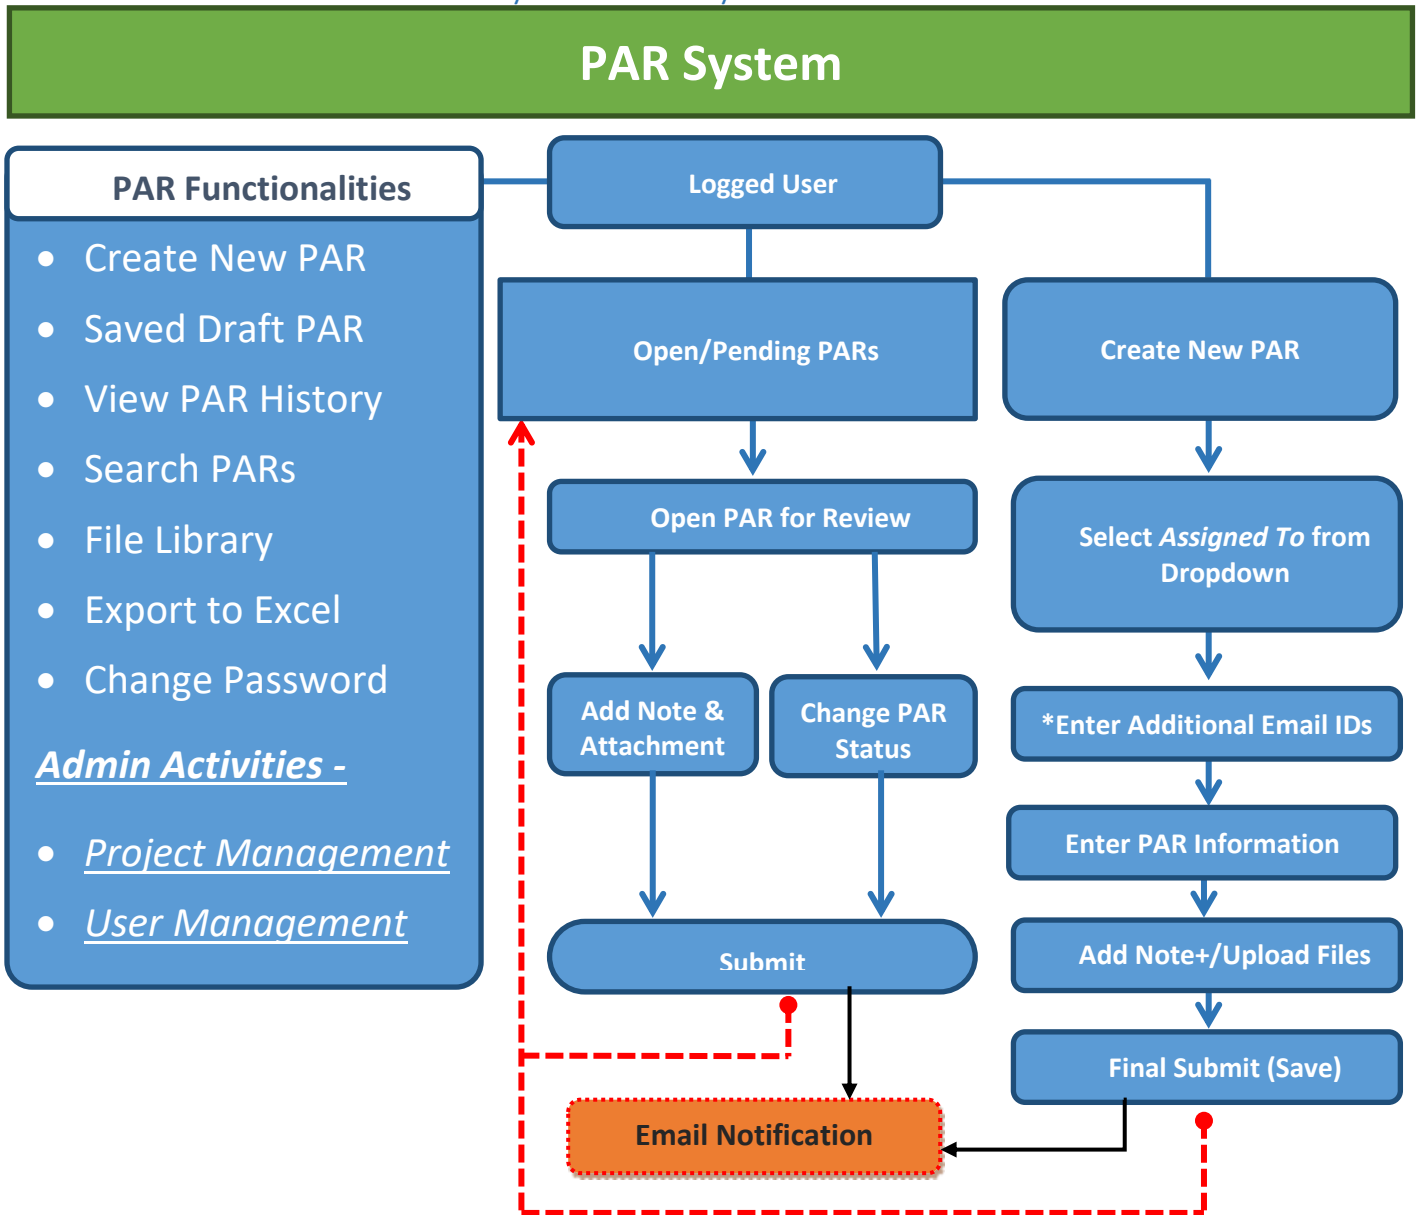 PAR System
PAR Functionalities
• Create New PAR
• Saved Draft PAR
• View PAR History
• Search PARs
• File Library
• Export to Excel
• Change Password
Admin Activities -
• Project Management
• User Management
Logged User
Open/Pending PARs
Open PAR for Review
Add Note &
Attachment
Change PAR
Status
Submit
Email Notification
Create New PAR
Select Assigned To from
Dropdown
*Enter Additional Email IDs
Enter PAR Information
Add Note+/Upload Files
Final Submit (Save)